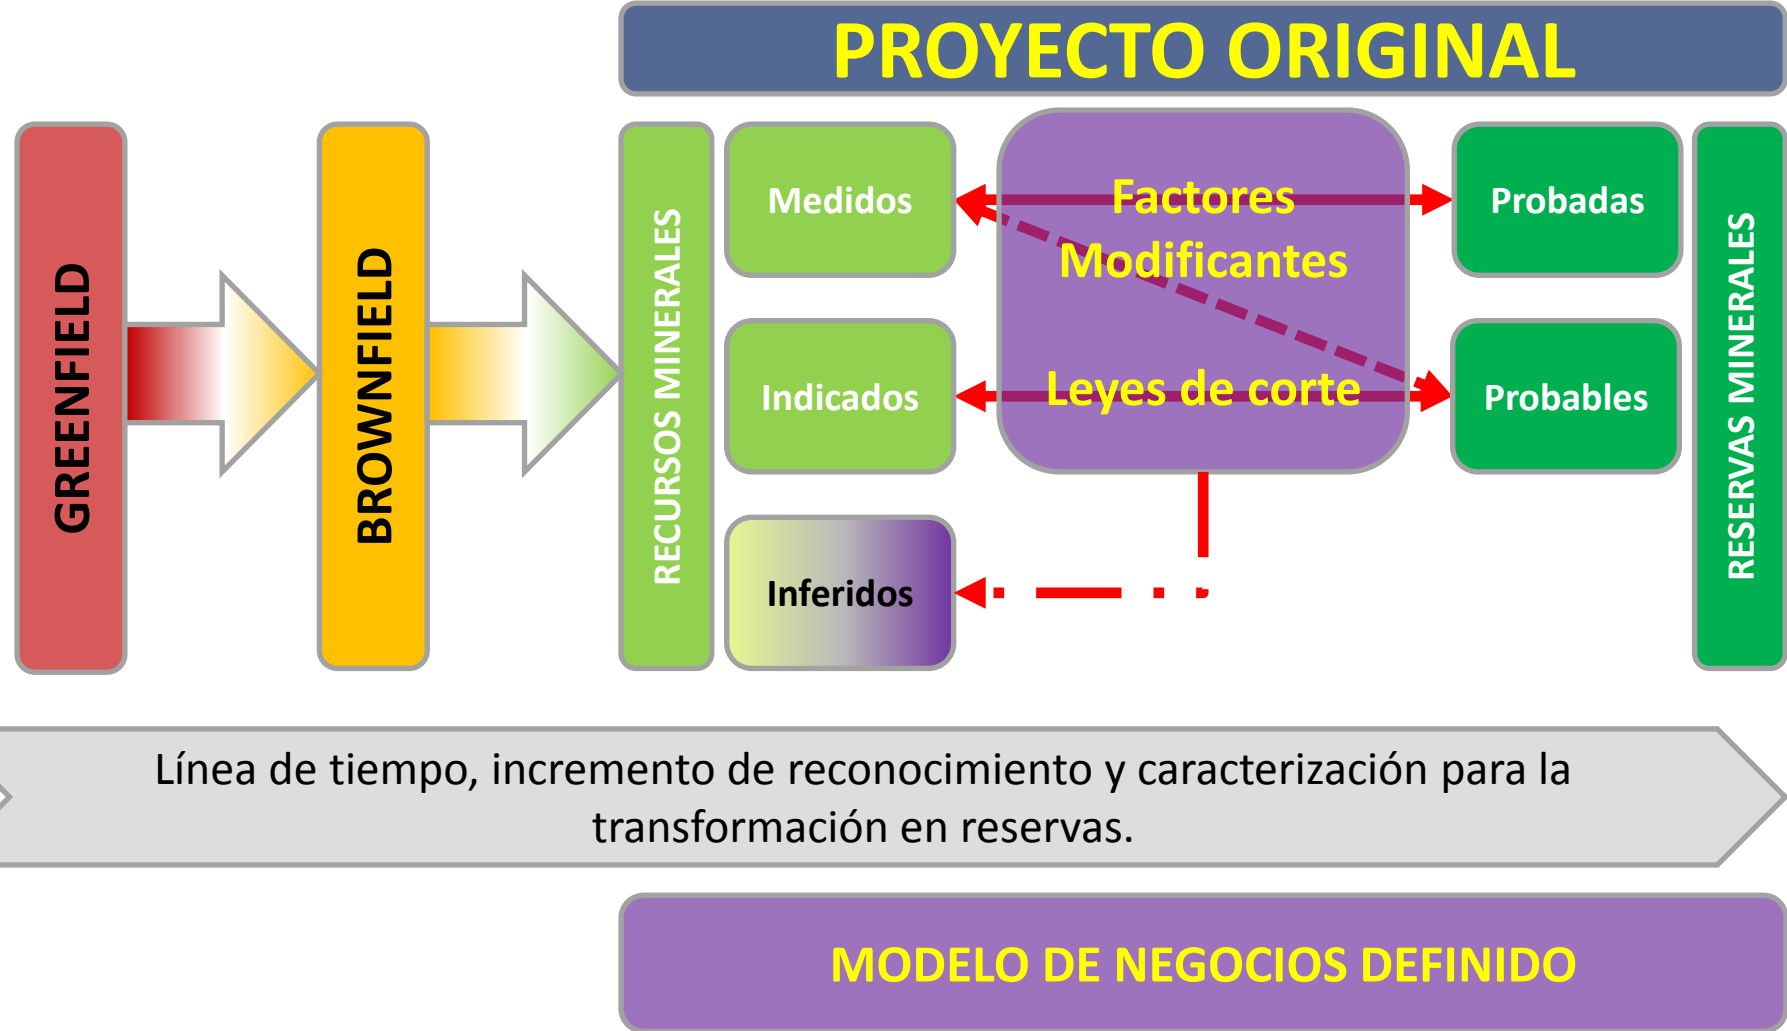 PROYECTO ORIGINAL
GREENFIELD
BROWNFIELD
RECURSOS MINERALES
Medidos
Indicados
Inferidos
Factores
Modificantes
Leyes de corte
Probadas
Probables
RESERVAS MINERALES
Línea de tiempo, incremento de reconocimiento y caracterización para la
transformación en reservas.
MODELO DE NEGOCIOS DEFINIDO